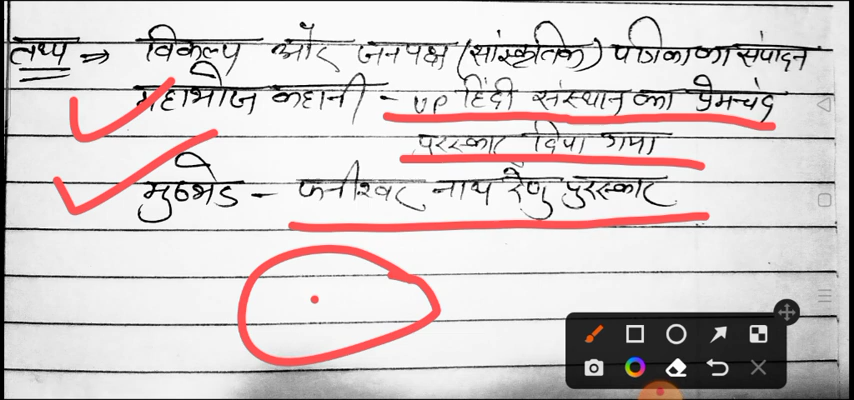 तथ्य ⇒ विकल्प और जनपक्ष (सांस्कृतिक) पत्रिका का संपादन
महाभोज कहानी - UP हिंदी संस्थान का प्रेमचंद
पुरस्कार दिया गया
मुठभेड - फनीश्वर नाथ रेणु पुरस्कार